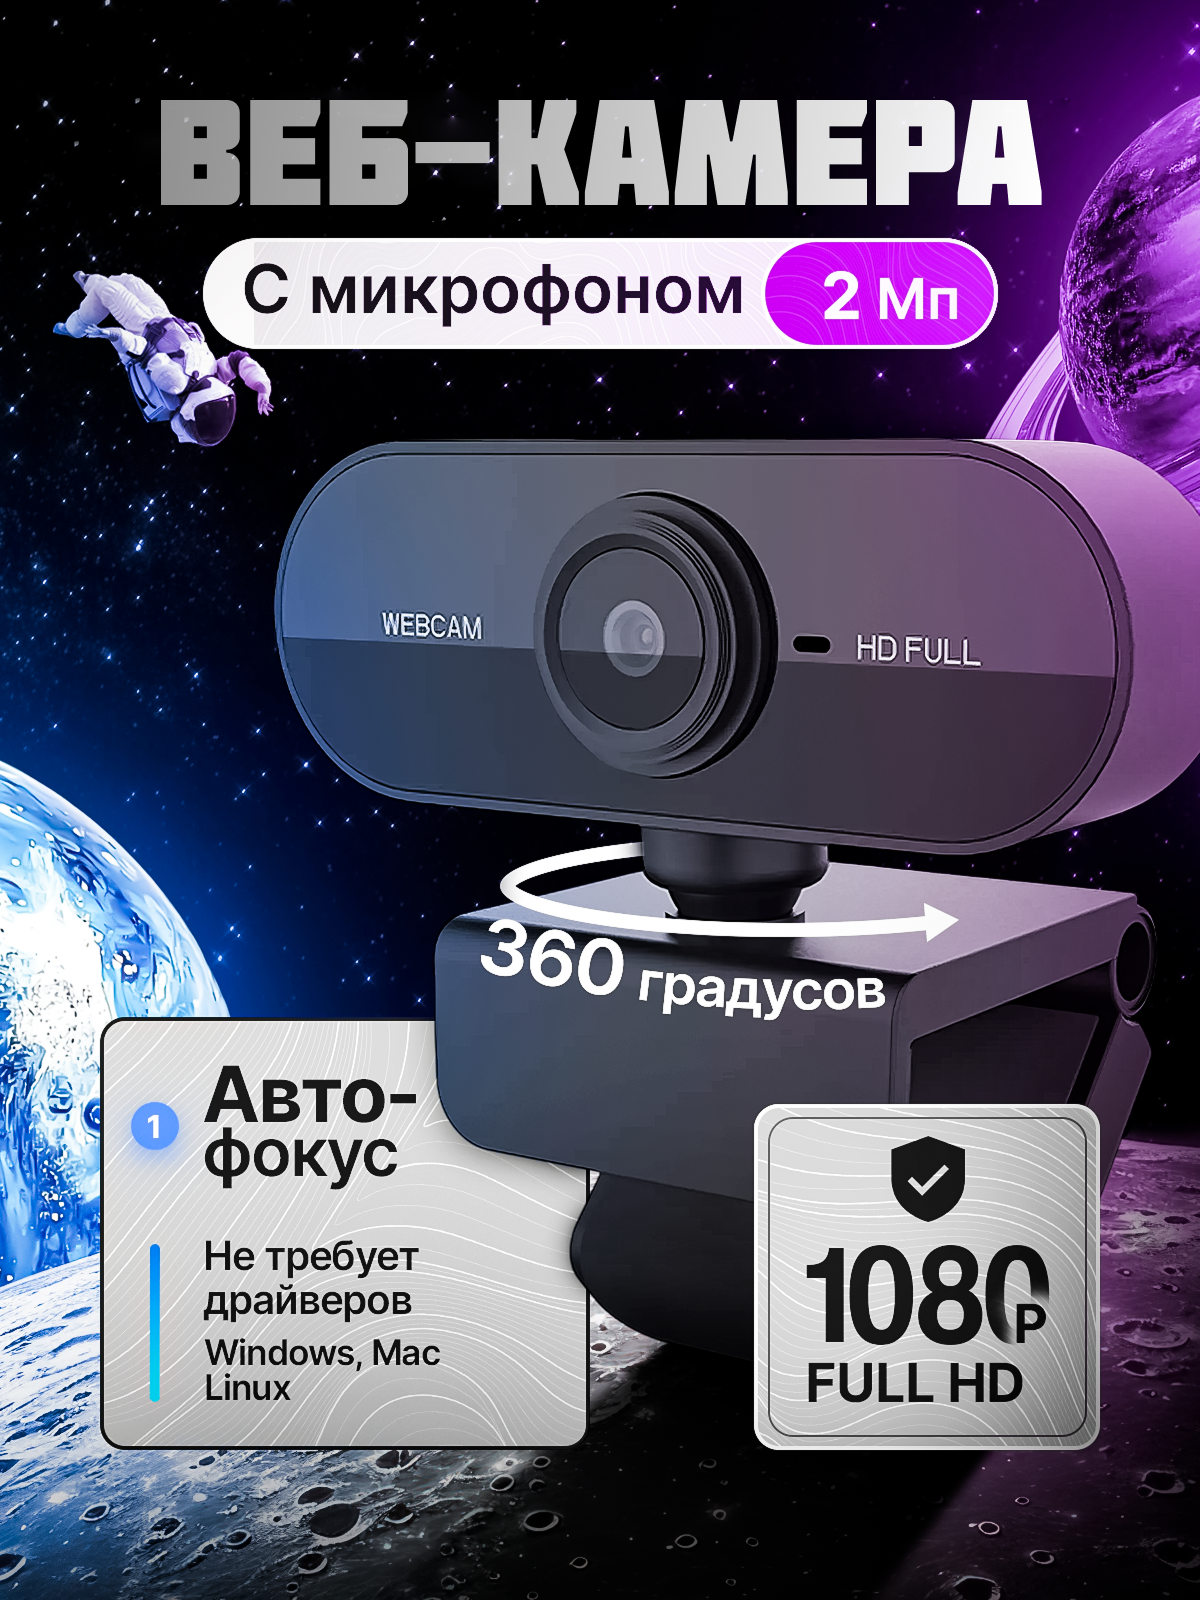 ВЕБ-КАМЕРА
С микрофоном 2 Мп
WEBCAM
HD FULL
360 градусов
1
Авто-
фокус
Не требует
драйверов
Windows, Mac
Linux
1080P
FULL HD